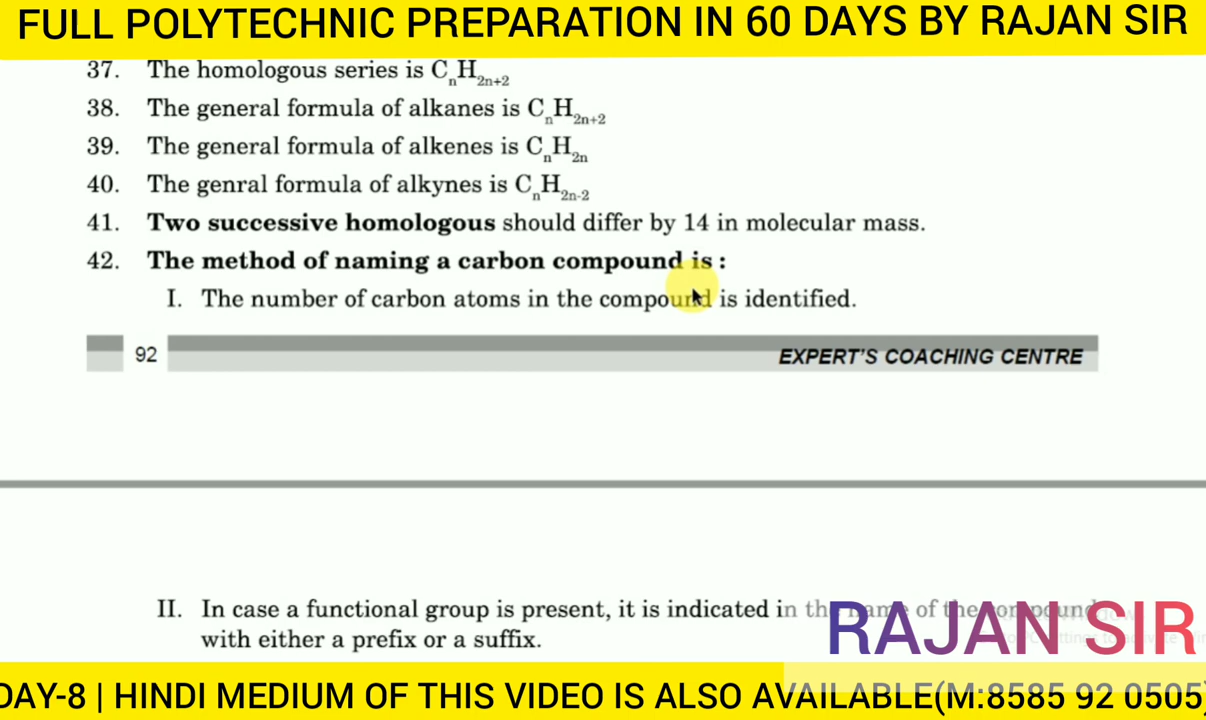 FULL POLYTECHNIC PREPARATION IN 60 DAYS BY RAJAN SIR
37. The homologous series is CₙH₂ₙ₊₂
38. The general formula of alkanes is CₙH₂ₙ₊₂
39. The general formula of alkenes is CₙH₂ₙ
40. The genral formula of alkynes is CₙH₂ₙ₋₂
41. Two successive homologous should differ by 14 in molecular mass.
42. The method of naming a carbon compound is :
I. The number of carbon atoms in the compound is identified.
92 EXPERT'S COACHING CENTRE
II. In case a functional group is present, it is indicated in the name of the compound
with either a prefix or a suffix.
RAJAN SIR
DAY-8 | HINDI MEDIUM OF THIS VIDEO IS ALSO AVAILABLE(M:8585 92 0505)